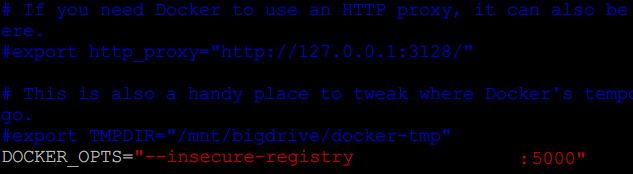 # If you need Docker to use an HTTP proxy, it can also be
ere.
#export http_proxy="http://127.0.0.1:3128/"
# This is also a handy place to tweak where Docker's tempo
go.
#export TMPDIR="/mnt/bigdrive/docker-tmp"
DOCKER_OPTS="--insecure-registry :5000"